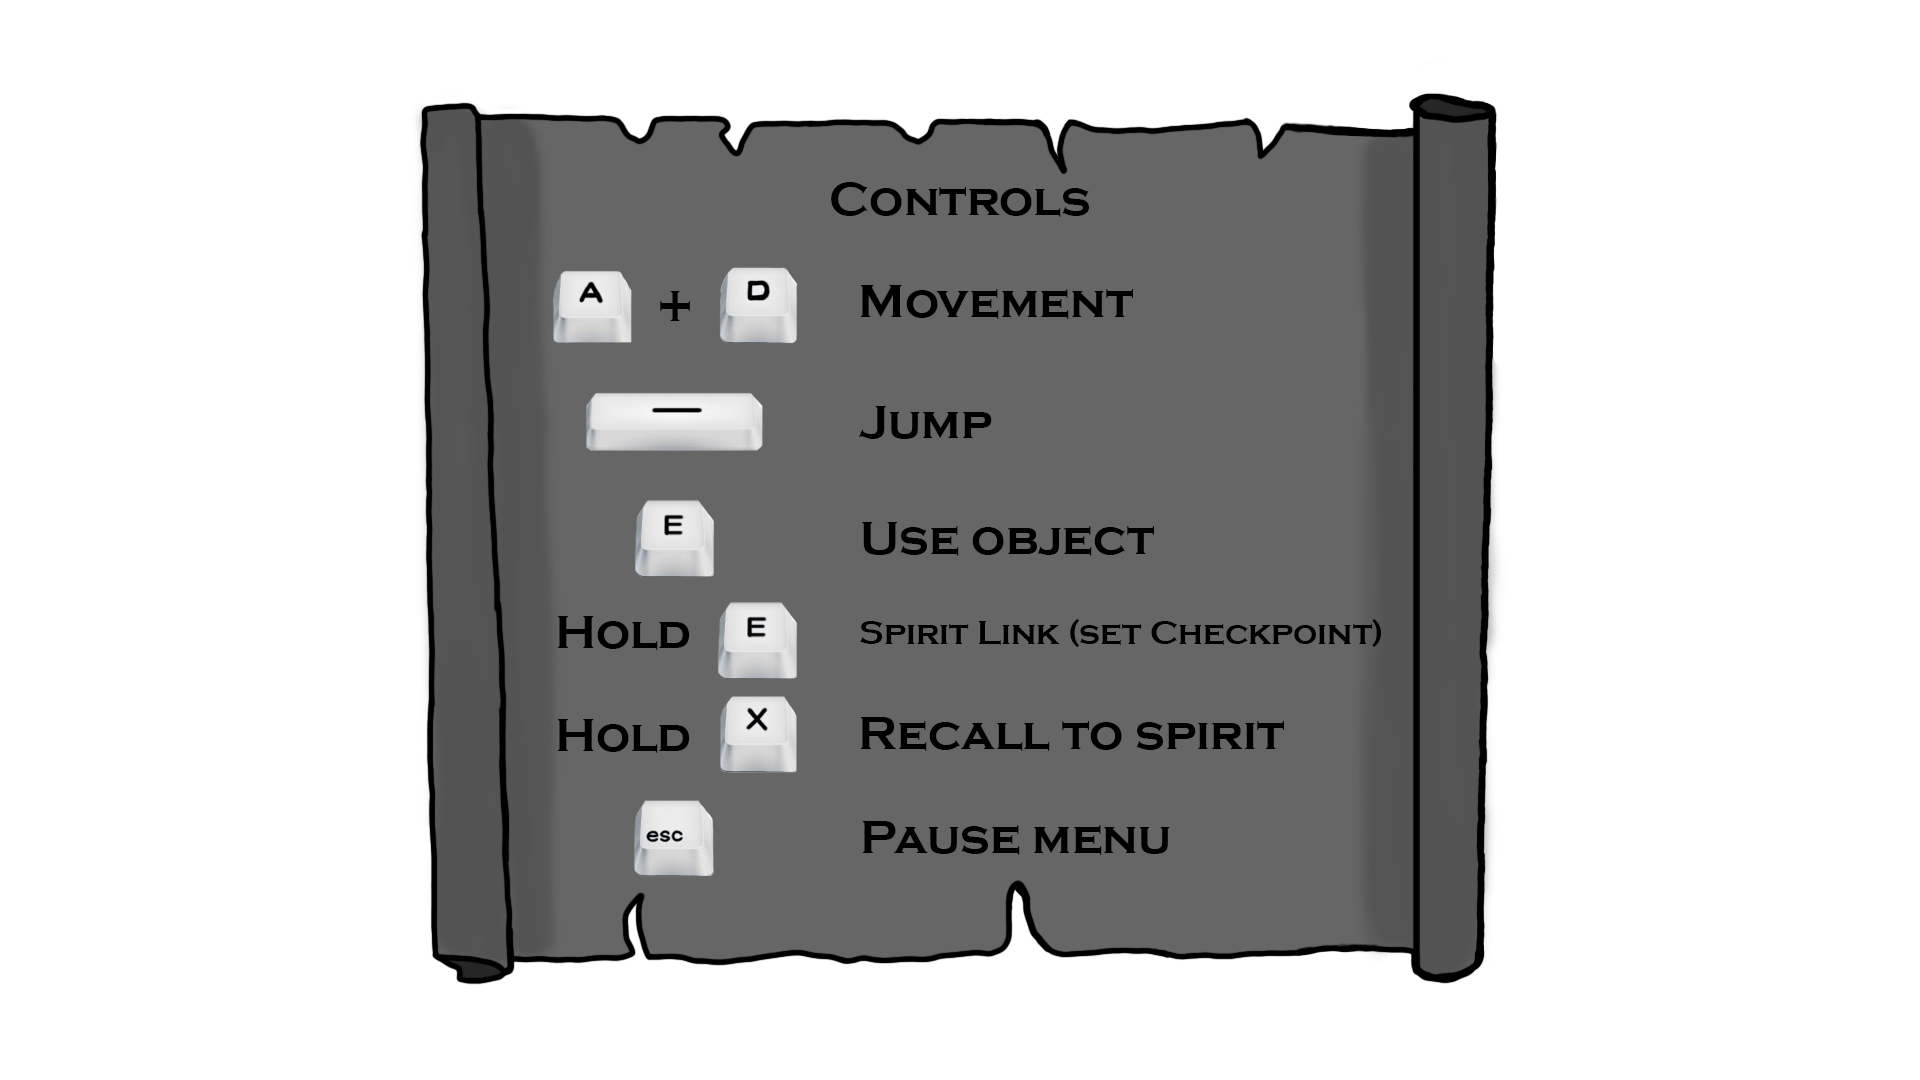 Controls
A + D Movement
Jump
E Use object
Hold E Spirit Link (set Checkpoint)
Hold X Recall to spirit
esc Pause menu